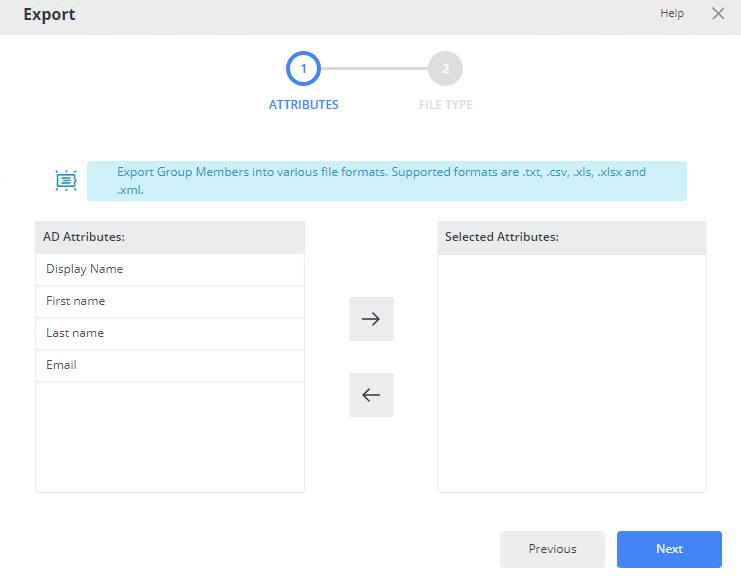 Export
Help
1
2
ATTRIBUTES
FILE TYPE
Export Group Members into various file formats. Supported formats are .txt, .csv, .xls, .xlsx and
.xml.
AD Attributes:
Selected Attributes:
Display Name
First name
Last name
Email
Previous
Next